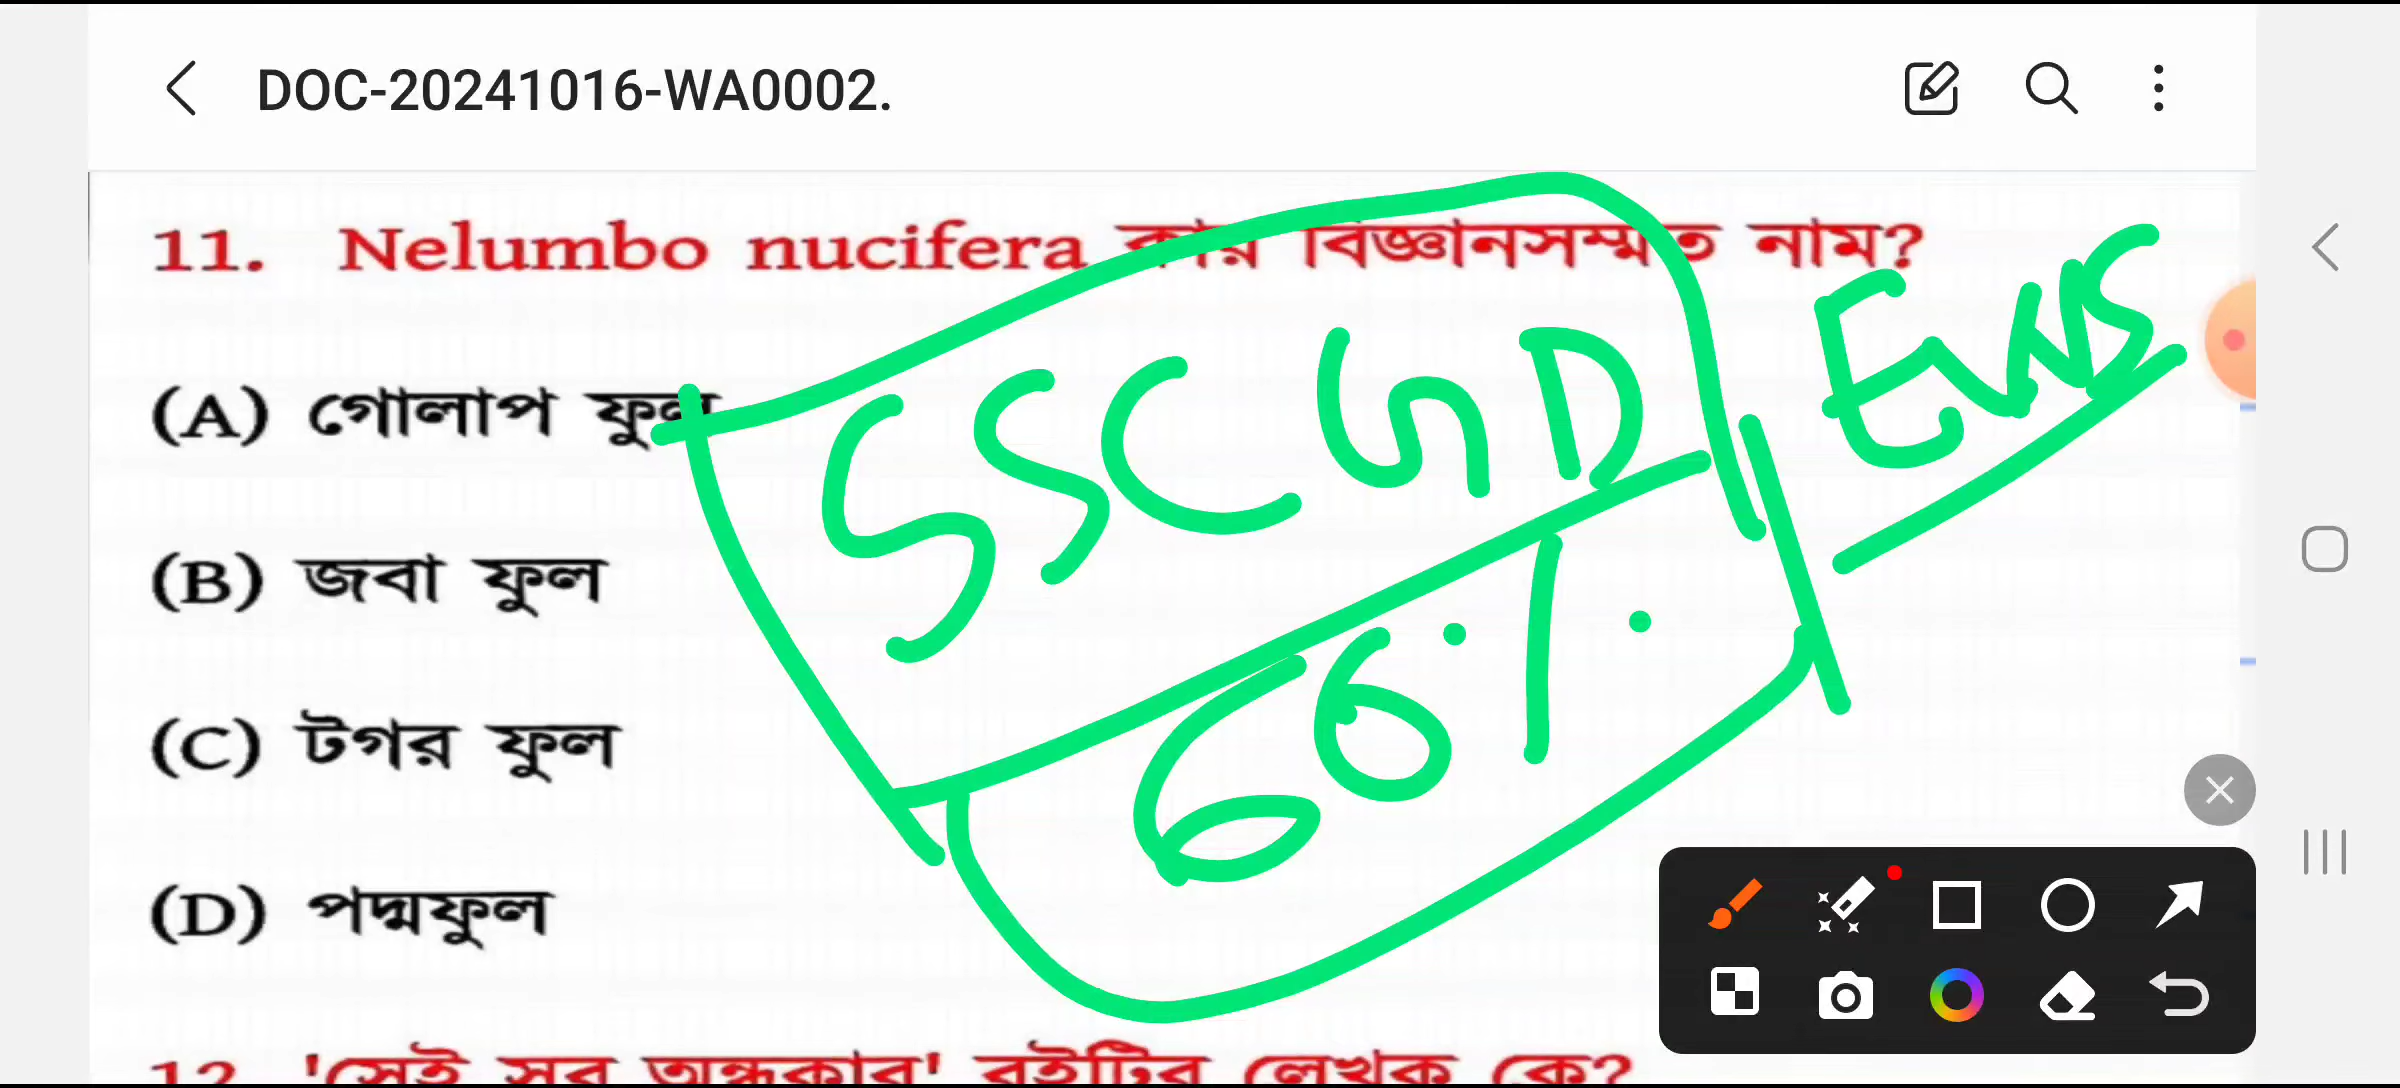 DOC-20241016-WA0002.
11. Nelumbo nucifera কার বিজ্ঞানসম্মত নাম?
(A) গোলাপ ফুল
(B) জবা ফুল
(C) টগর ফুল
(D) পদ্মফুল
SSC GD
EWS
12. 'সেই সব অন্ধকার' বইটির লেখক কে?